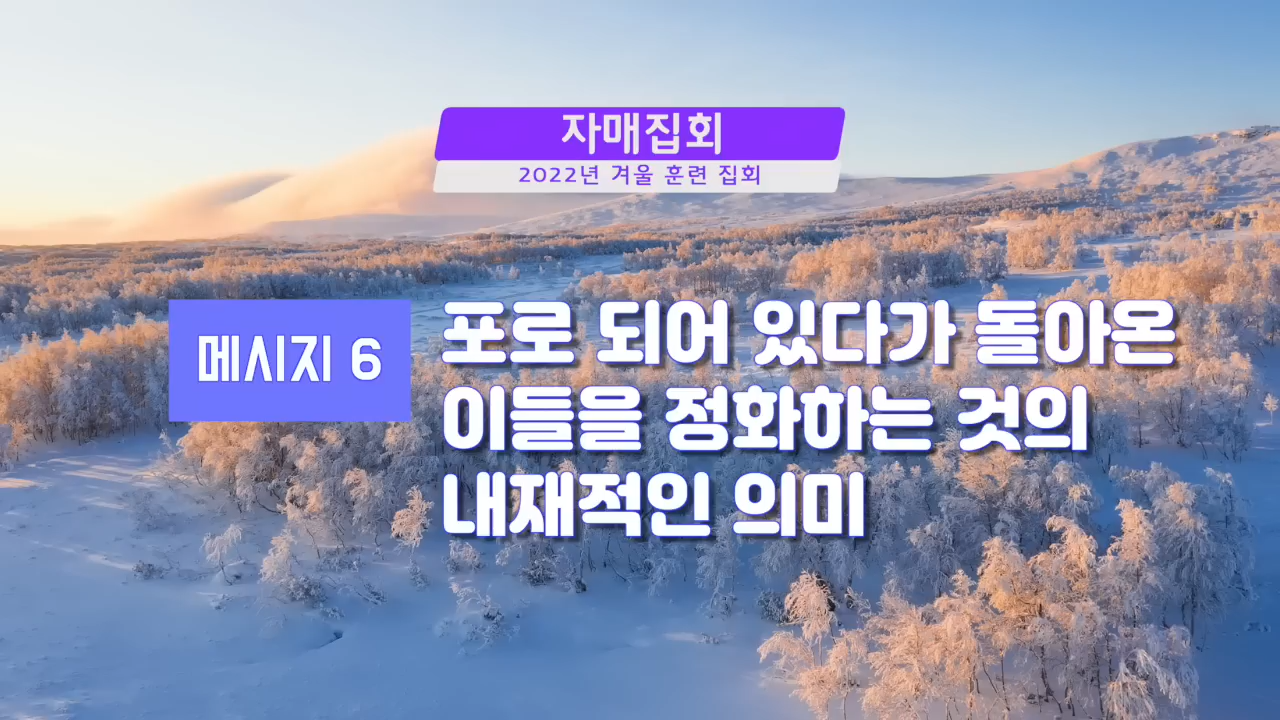 자매집회
2022년 겨울 훈련 집회
메시지 6
포로 되어 있다가 돌아온
이들을 정화하는 것의
내재적인 의미